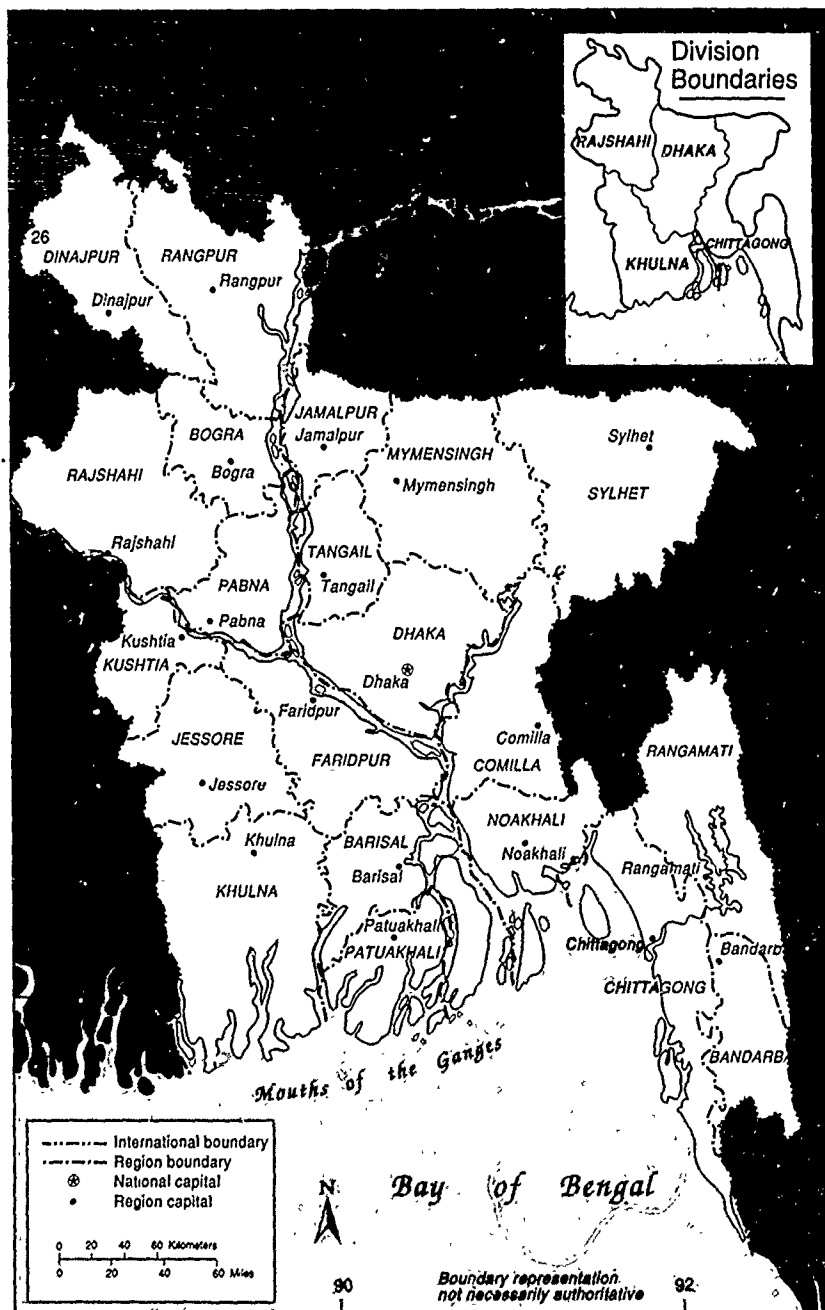 Division
Boundaries
RAJSHAHI
DHAKA
KHULNA
CHITTAGONG
26
DINAJPUR
RANGPUR
Rangpur
Dinajpur
BOGRA
Bogra
JAMALPUR
Jamalpur
MYMENSINGH
Mymensingh
Sylhet
SYLHET
RAJSHAHI
Rajshahi
PABNA
Pabna
TANGAIL
Tangail
DHAKA
Dhaka
Kushtia
KUSHTIA
Faridpur
FARIDPUR
JESSORE
Jessore
Comilla
COMILLA
RANGAMATI
Rangamati
NOAKHALI
Noakhali
Khulna
KHULNA
BARISAL
Barisal
Patuakhali
PATUAKHALI
Chittagong
CHITTAGONG
Bandarb
BANDARBA
Mouths of the Ganges
International boundary
Region boundary
National capital
Region capital
0 20 40 60 Kilometers
0 20 40 60 Miles
N
Bay of Bengal
90
92
Boundary representation
not necessarily authoritative